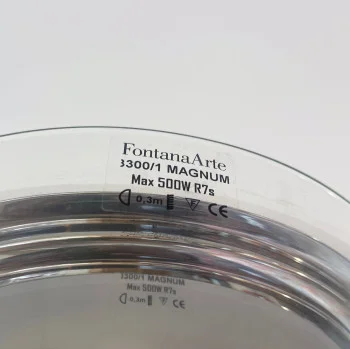 FontanaArte
3300/1 MAGNUM
Max 500W R7s
0,3m F CE
3300/1 MAGNUM
Max 500W R7s
0,3m F CE